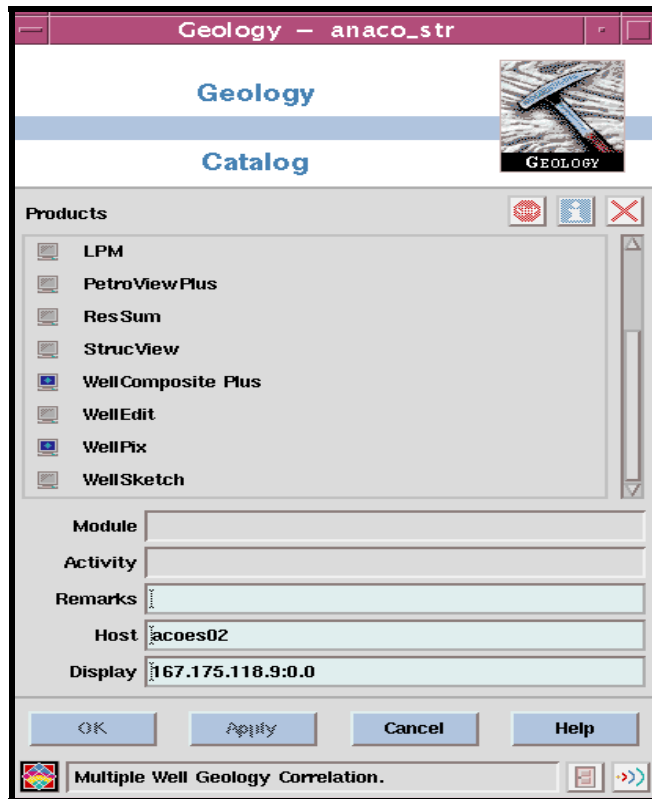 Geology – anaco_str
Geology
Catalog
GEOLOGY
Products
STOP
LPM
PetroViewPlus
ResSum
StrucView
WellComposite Plus
WellEdit
WellPix
WellSketch
Module
Activity
Remarks
Host acoes02
Display 167.175.118.9:0.0
OK Apply Cancel Help
Multiple Well Geology Correlation.